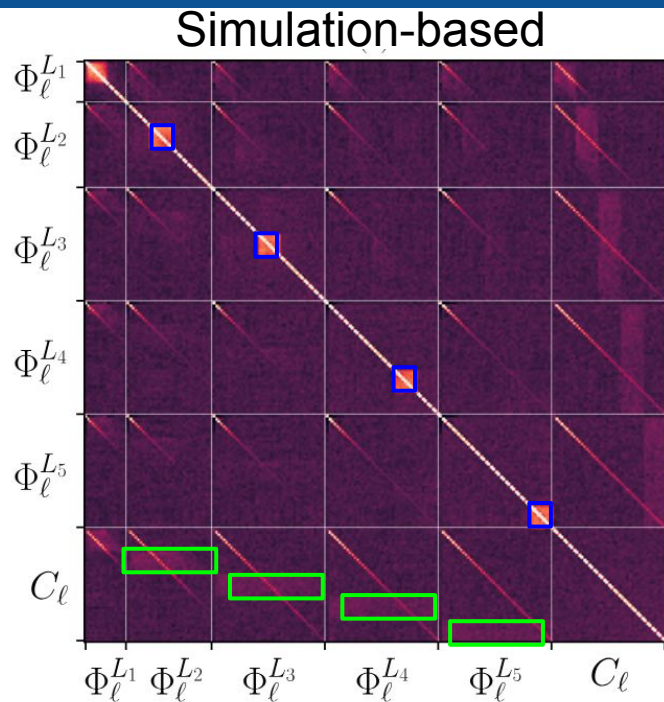 Simulation-based
Φ_ℓ^{L_1}
Φ_ℓ^{L_2}
Φ_ℓ^{L_3}
Φ_ℓ^{L_4}
Φ_ℓ^{L_5}
C_ℓ
Φ_ℓ^{L_1} Φ_ℓ^{L_2} Φ_ℓ^{L_3} Φ_ℓ^{L_4} Φ_ℓ^{L_5} C_ℓ